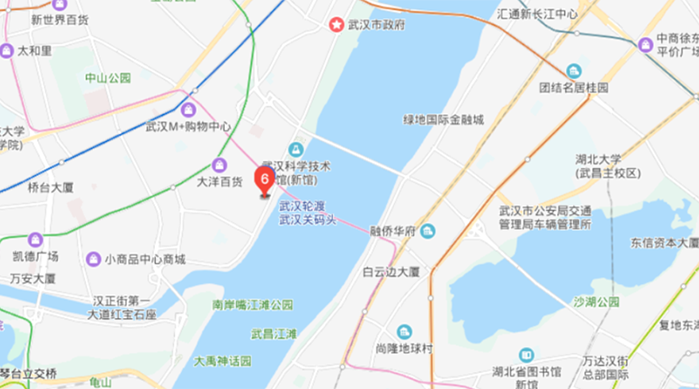 汇通新长江中心
新世界百货
武汉市政府
中商徐东
平价广场
太和里
中山公园
团结名居桂园
绿地国际金融城
武汉M+购物中心
大学
学院)
武汉科学技术
馆(新馆)
湖北大学
(武昌主校区)
6
大洋百货
桥台大厦
武汉轮渡
武汉关码头
武汉市公安局交通
管理局车辆管理所
融侨华府
东信资本大厦
凯德广场
小商品中心商城
白云边大厦
万安大厦
汉正街第一
大道红宝石座
南岸嘴江滩公园
沙湖公园
武昌江滩
复地东湖
尚隆地球村
大禹神话园
琴台立交桥
龟山
湖北省图书馆
新馆
万达汉街
总部国际